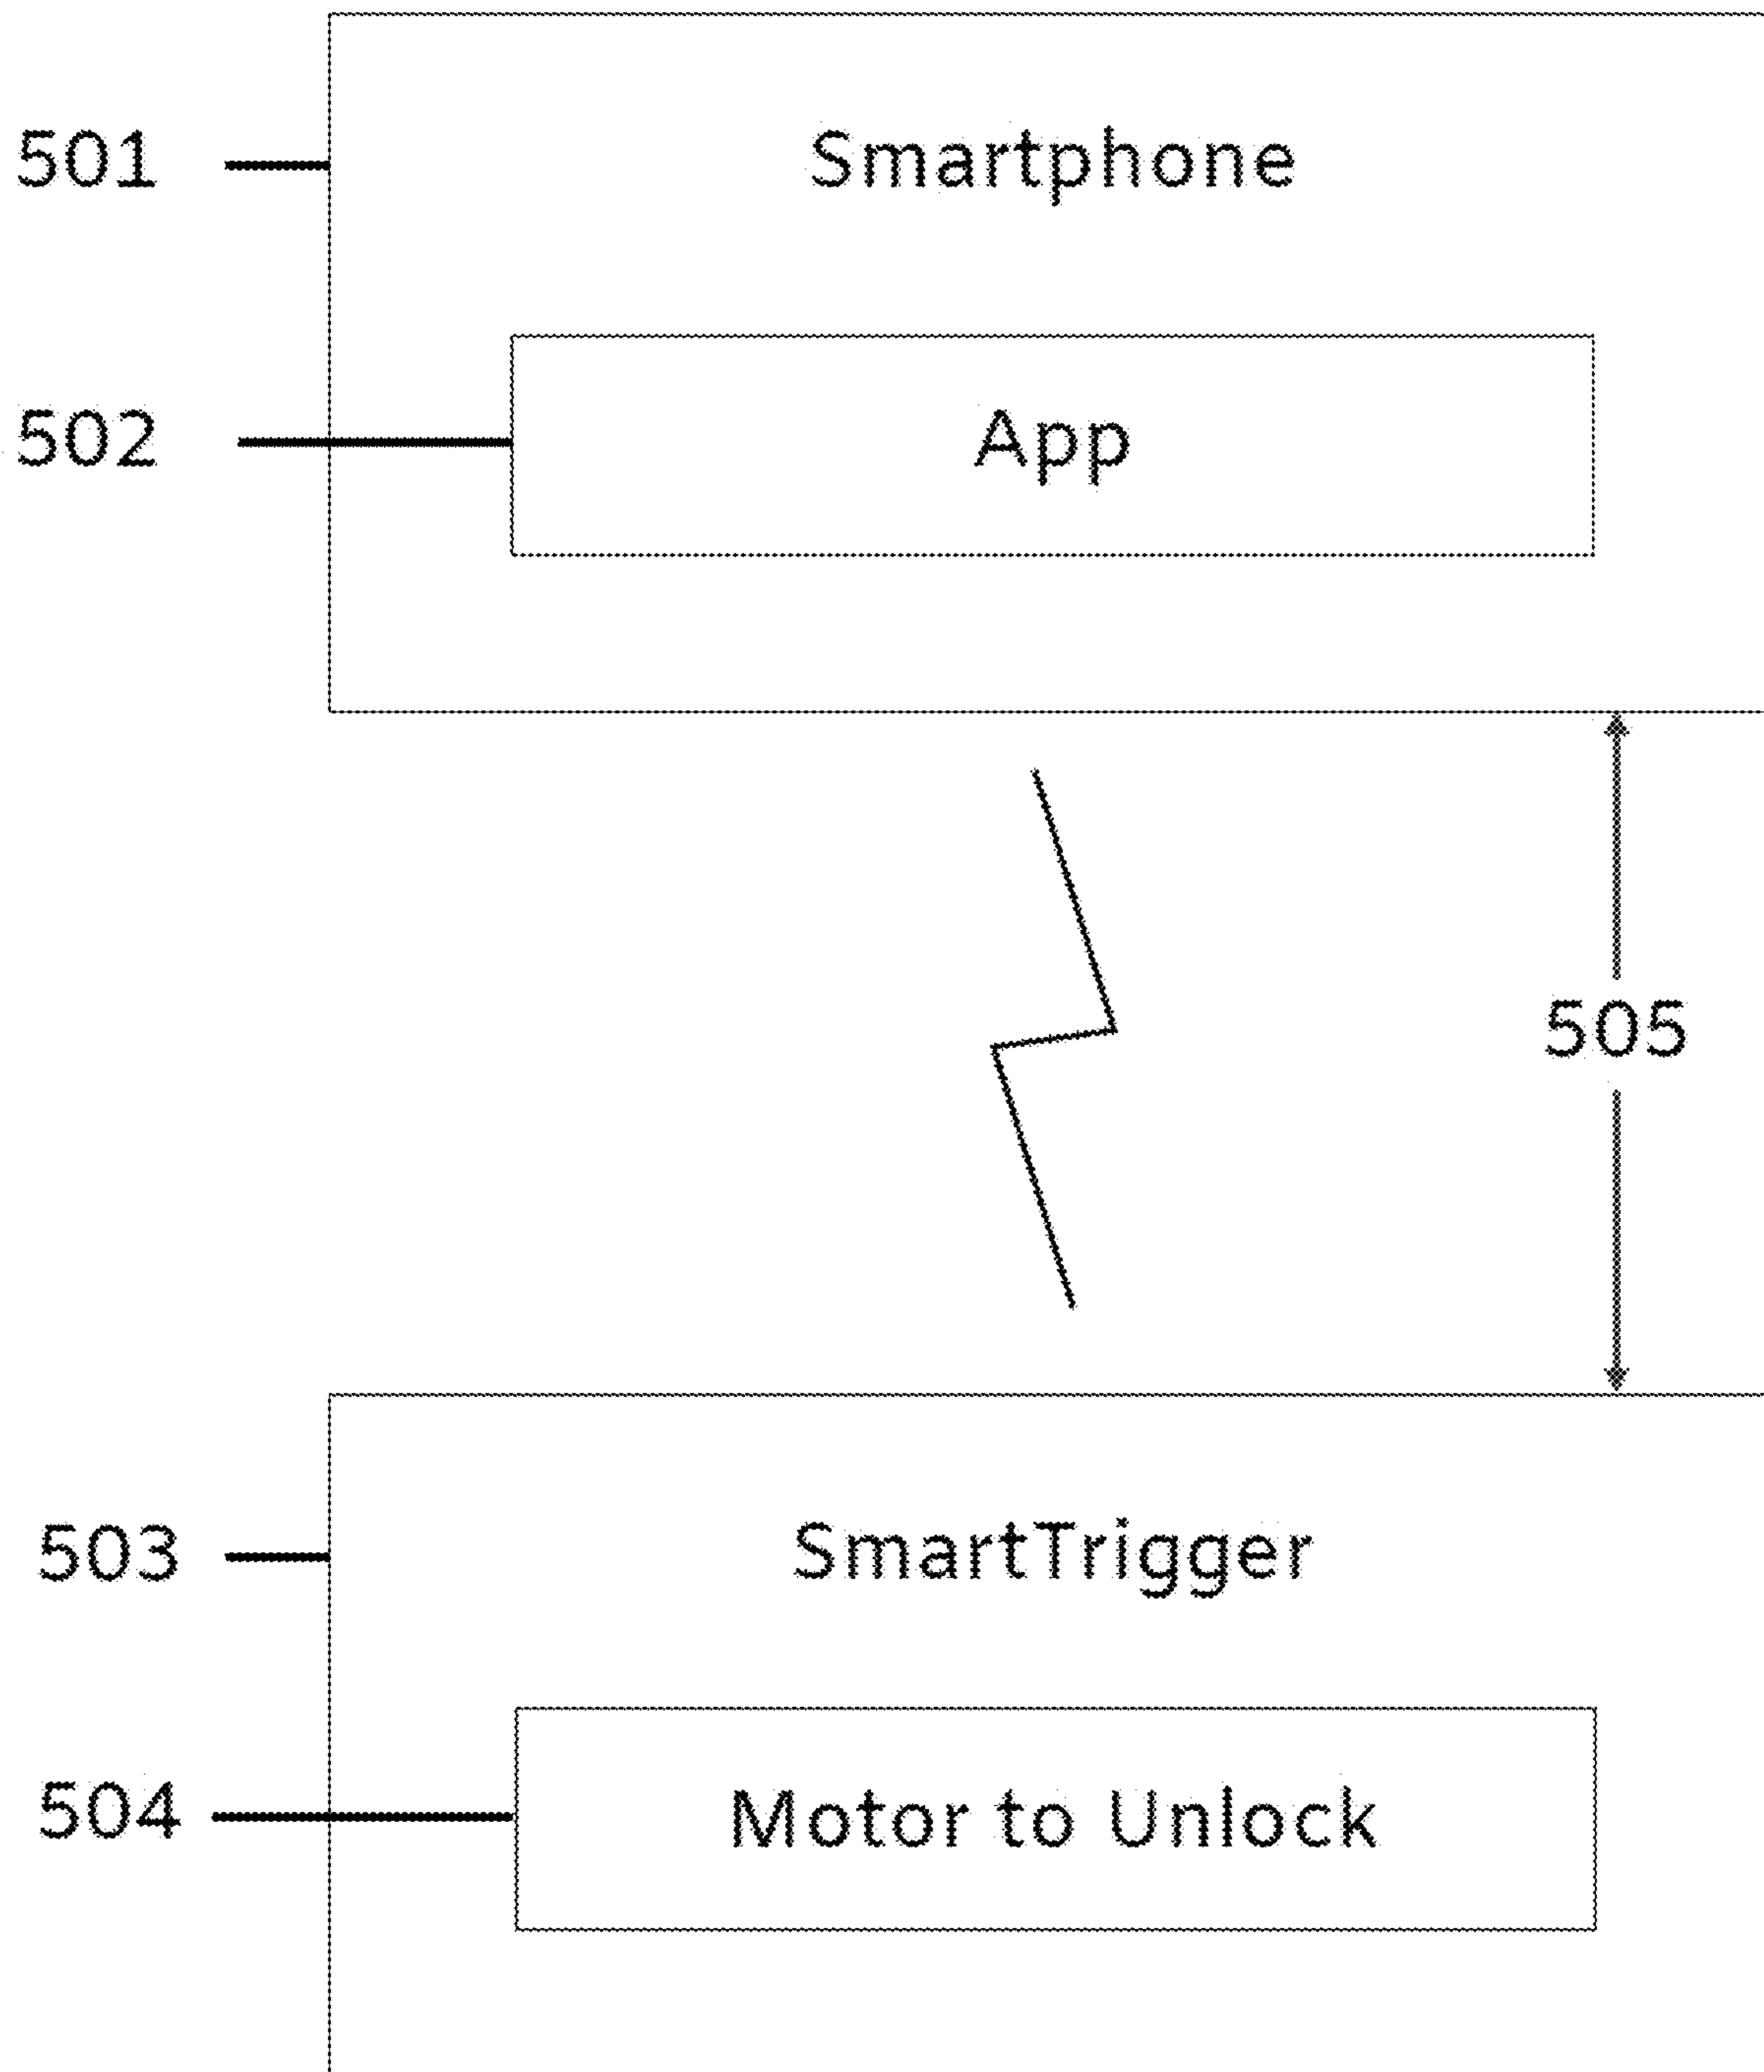 501 Smartphone
502 App
505
503 SmartTrigger
504 Motor to Unlock